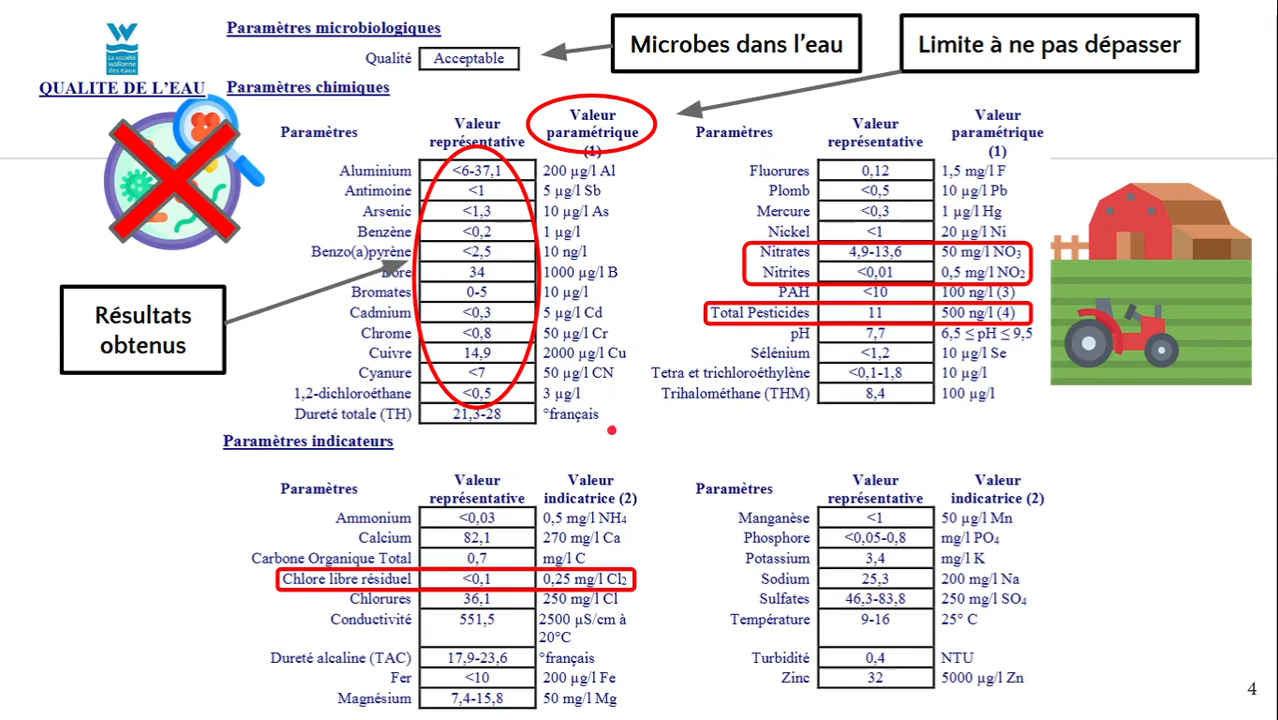 Paramètres microbiologiques
Microbes dans l'eau
Limite à ne pas dépasser
Qualité Acceptable
La société
wallonne
des eaux
QUALITE DE L'EAU
Paramètres chimiques
Paramètres Valeur représentative Valeur paramétrique (1)
Aluminium <6-37,1 200 µg/l Al
Antimoine <1 5 µg/l Sb
Arsenic <1,3 10 µg/l As
Benzène <0,2 1 µg/l
Benzo(a)pyrène <2,5 10 ng/l
Bore 34 1000 µg/l B
Bromates 0-5 10 µg/l
Cadmium <0,3 5 µg/l Cd
Chrome <0,8 50 µg/l Cr
Cuivre 14,9 2000 µg/l Cu
Cyanure <7 50 µg/l CN
1,2-dichloroéthane <0,5 3 µg/l
Dureté totale (TH) 21,3-28 °français
Résultats
obtenus
Paramètres Valeur représentative Valeur paramétrique (1)
Fluorures 0,12 1,5 mg/l F
Plomb <0,5 10 µg/l Pb
Mercure <0,3 1 µg/l Hg
Nickel <1 20 µg/l Ni
Nitrates 4,9-13,6 50 mg/l NO3
Nitrites <0,01 0,5 mg/l NO2
PAH <10 100 ng/l (3)
Total Pesticides 11 500 ng/l (4)
pH 7,7 6,5 ≤ pH ≤ 9,5
Sélénium <1,2 10 µg/l Se
Tetra et trichloroéthylène <0,1-1,8 10 µg/l
Trihalométhane (THM) 8,4 100 µg/l
Paramètres indicateurs
Paramètres Valeur représentative Valeur indicatrice (2)
Ammonium <0,03 0,5 mg/l NH4
Calcium 82,1 270 mg/l Ca
Carbone Organique Total 0,7 mg/l C
Chlore libre résiduel <0,1 0,25 mg/l Cl2
Chlorures 36,1 250 mg/l Cl
Conductivité 551,5 2500 µS/cm à
20°C
Dureté alcaline (TAC) 17,9-23,6 °français
Fer <10 200 µg/l Fe
Magnésium 7,4-15,8 50 mg/l Mg
Paramètres Valeur représentative Valeur indicatrice (2)
Manganèse <1 50 µg/l Mn
Phosphore <0,05-0,8 mg/l PO4
Potassium 3,4 mg/l K
Sodium 25,3 200 mg/l Na
Sulfates 46,3-83,8 250 mg/l SO4
Température 9-16 25° C
Turbidité 0,4 NTU
Zinc 32 5000 µg/l Zn
4